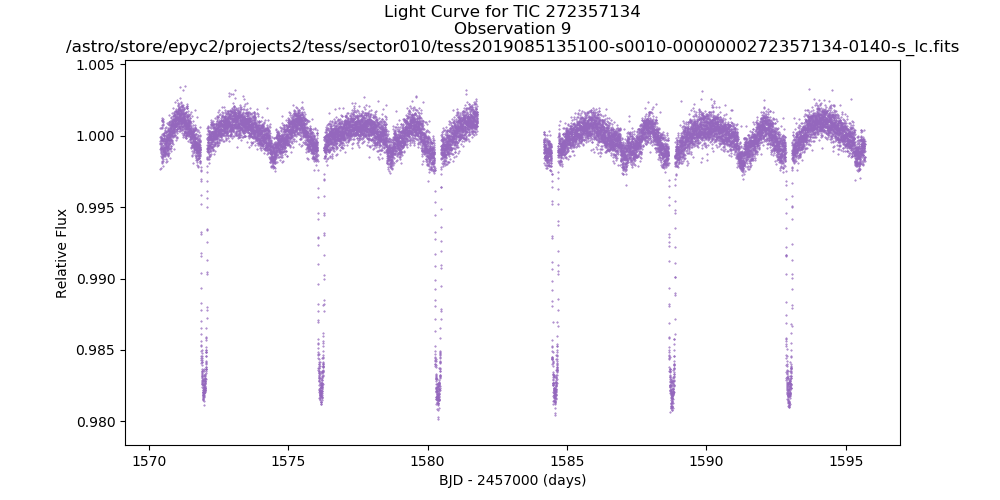 Light Curve for TIC 272357134
Observation 9
/astro/store/epyc2/projects2/tess/sector010/tess2019085135100-s0010-0000000272357134-0140-s_lc.fits
1.005
1.000
0.995
0.990
0.985
0.980
Relative Flux
1570 1575 1580 1585 1590 1595
BJD - 2457000 (days)